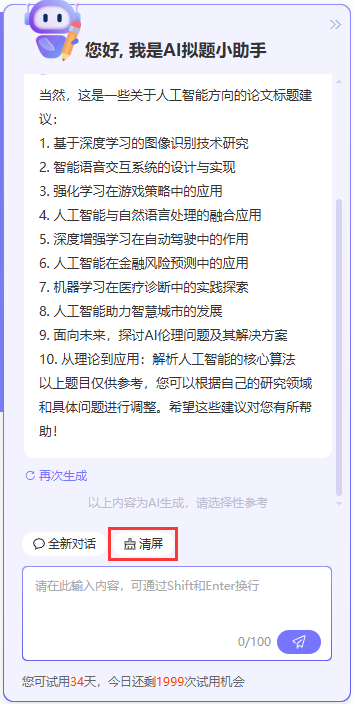 您好, 我是AI拟题小助手
当然，这是一些关于人工智能方向的论文标题建
议：
1. 基于深度学习的图像识别技术研究
2. 智能语音交互系统的设计与实现
3. 强化学习在游戏策略中的应用
4. 人工智能与自然语言处理的融合应用
5. 深度增强学习在自动驾驶中的作用
6. 人工智能在金融风险预测中的应用
7. 机器学习在医疗诊断中的实践探索
8. 人工智能助力智慧城市的发展
9. 面向未来，探讨AI伦理问题及其解决方案
10. 从理论到应用：解析人工智能的核心算法
以上题目仅供参考，您可以根据自己的研究领域
和具体问题进行调整。希望这些建议对您有所帮
助！
再次生成
以上内容为AI生成，请选择性参考
全新对话 清屏
请在此输入内容，可通过Shift和Enter换行
0/100
您可试用34天，今日还剩1999次试用机会